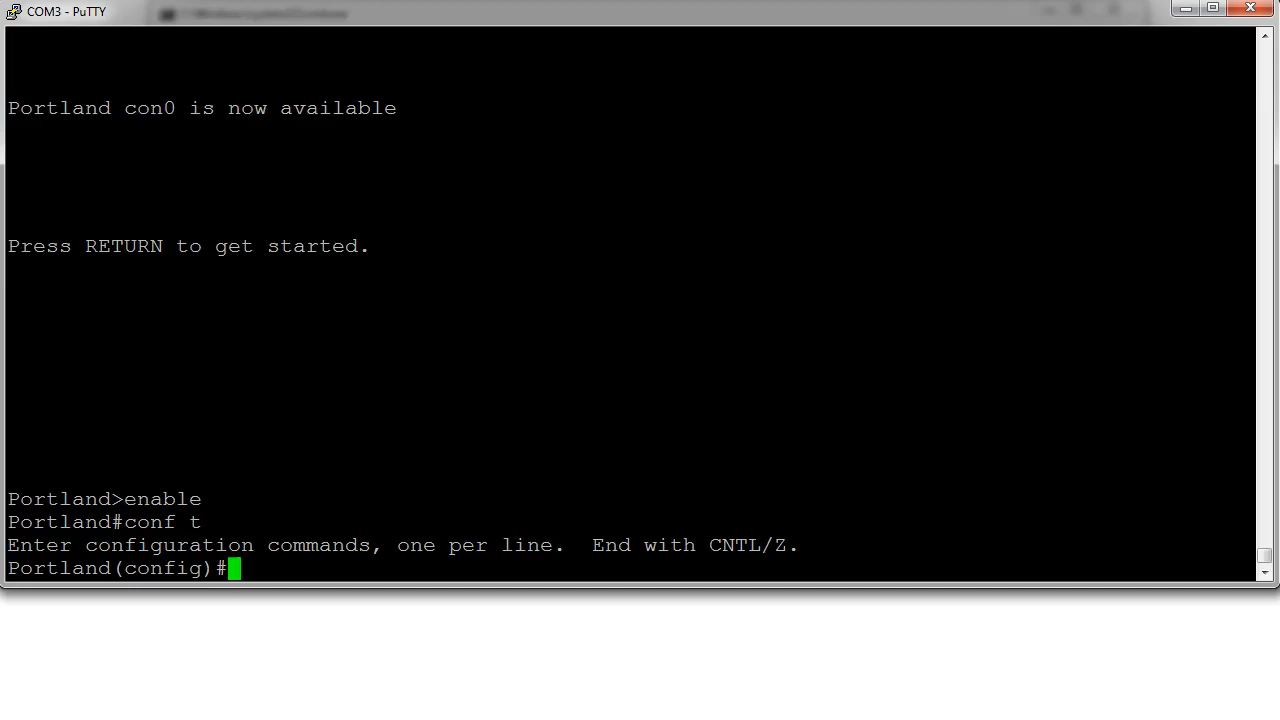 COM3 - PuTTY
Portland con0 is now available
Press RETURN to get started.
Portland>enable
Portland#conf t
Enter configuration commands, one per line.  End with CNTL/Z.
Portland(config)#